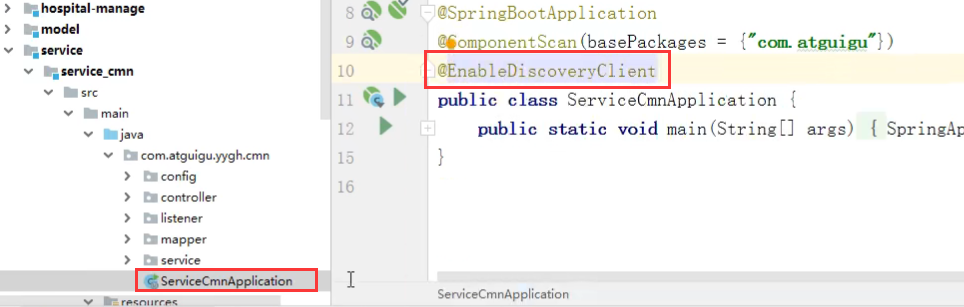 hospital-manage
model
service
service_cmn
src
main
java
com.atguigu.yygh.cmn
config
controller
listener
mapper
service
ServiceCmnApplication
resources
8 @SpringBootApplication
9 @ComponentScan(basePackages = {"com.atguigu"})
10 @EnableDiscoveryClient
11 public class ServiceCmnApplication {
12 public static void main(String[] args) { SpringAp
15 }
16
ServiceCmnApplication